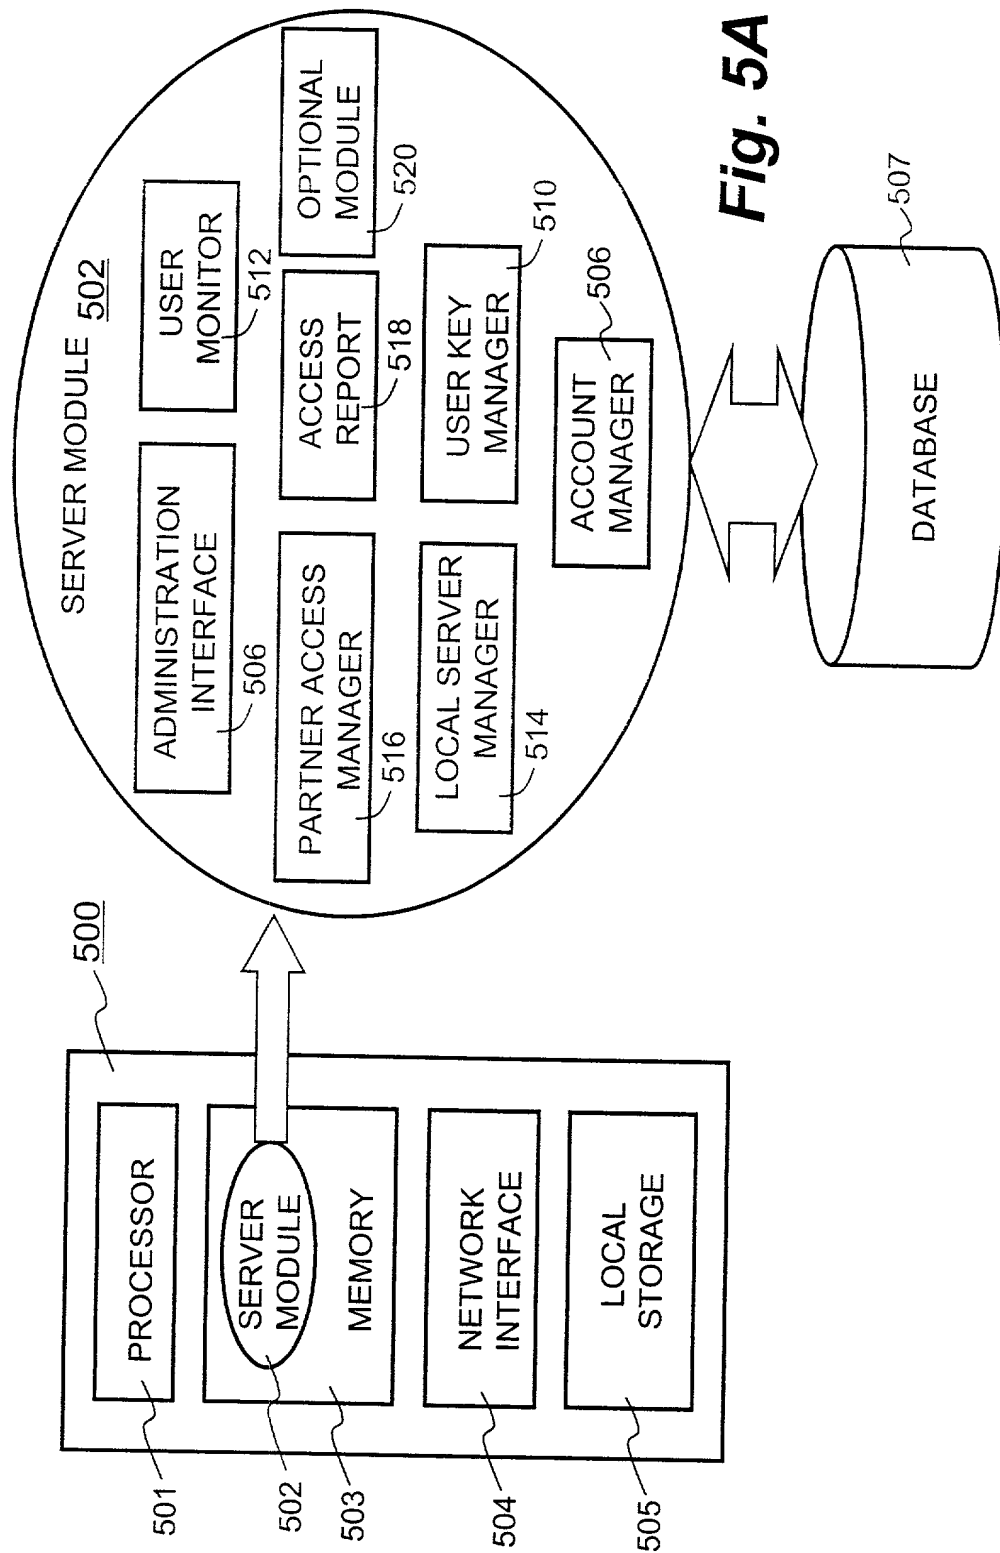 500
PROCESSOR
501
SERVER
MODULE
502
MEMORY
503
NETWORK
INTERFACE
504
LOCAL
STORAGE
505
SERVER MODULE 502
ADMINISTRATION
INTERFACE
506
USER
MONITOR
512
PARTNER ACCESS
MANAGER
516
ACCESS
REPORT
518
OPTIONAL
MODULE
520
LOCAL SERVER
MANAGER
514
USER KEY
MANAGER
510
ACCOUNT
MANAGER
506
DATABASE
507
Fig. 5A